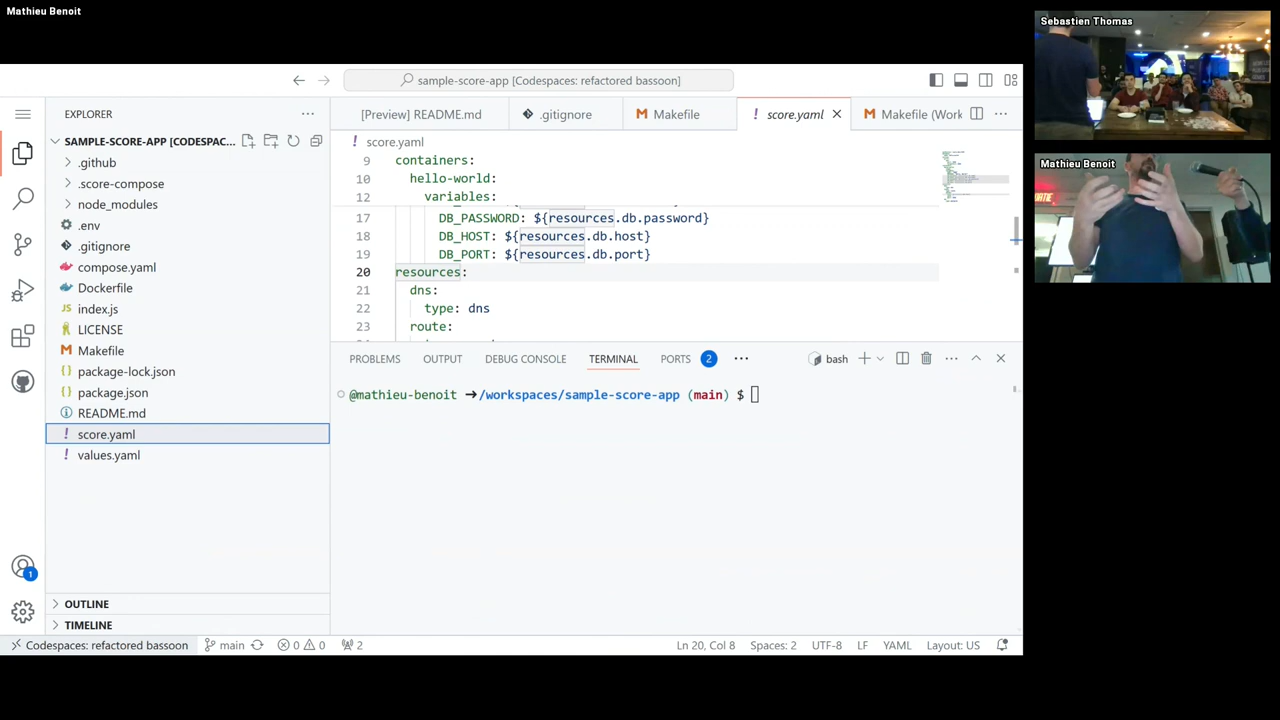 Mathieu Benoit
Sebastien Thomas
Mathieu Benoit
sample-score-app [Codespaces: refactored bassoon]
EXPLORER
SAMPLE-SCORE-APP [CODESPAC...
.github
.score-compose
node_modules
.env
.gitignore
compose.yaml
Dockerfile
index.js
LICENSE
Makefile
package-lock.json
package.json
README.md
score.yaml
values.yaml
OUTLINE
TIMELINE
[Preview] README.md
.gitignore
Makefile
score.yaml
Makefile (Work
score.yaml
9 containers:
10 hello-world:
12 variables:
17 DB_PASSWORD: ${resources.db.password}
18 DB_HOST: ${resources.db.host}
19 DB_PORT: ${resources.db.port}
20 resources:
21 dns:
22 type: dns
23 route:
PROBLEMS OUTPUT DEBUG CONSOLE TERMINAL PORTS 2 ... bash
@mathieu-benoit ➜/workspaces/sample-score-app (main) $
1
Codespaces: refactored bassoon main 0 0 2 Ln 20, Col 8 Spaces: 2 UTF-8 LF YAML Layout: US